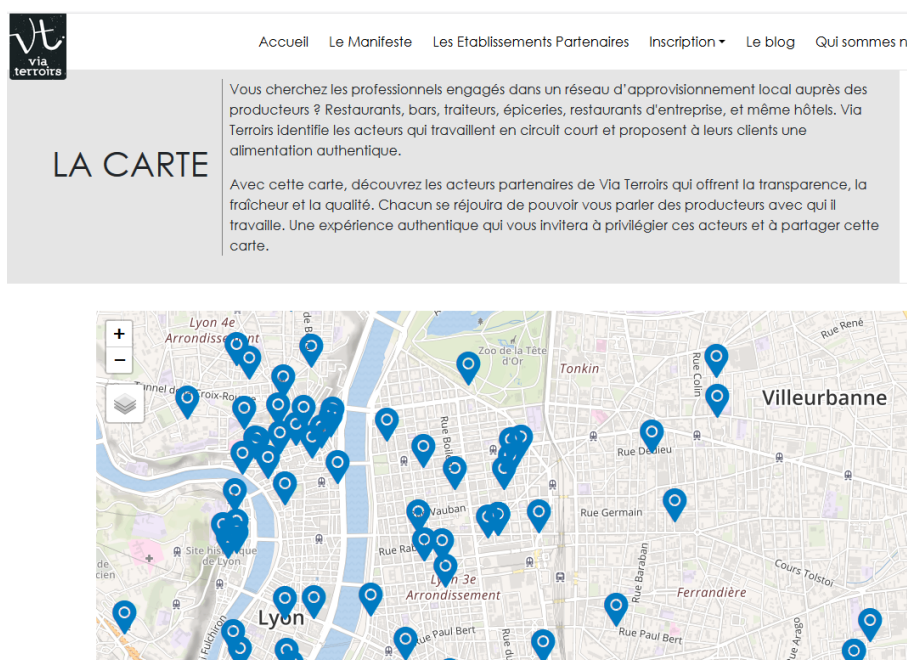 Vt
via
terroirs
Accueil Le Manifeste Les Etablissements Partenaires Inscription Le blog Qui sommes n
LA CARTE
Vous cherchez les professionnels engagés dans un réseau d'approvisionnement local auprès des
producteurs ? Restaurants, bars, traiteurs, épiceries, restaurants d'entreprise, et même hôtels. Via
Terroirs identifie les acteurs qui travaillent en circuit court et proposent à leurs clients une
alimentation authentique.
Avec cette carte, découvrez les acteurs partenaires de Via Terroirs qui offrent la transparence, la
fraîcheur et la qualité. Chacun se réjouira de pouvoir vous parler des producteurs avec qui il
travaille. Une expérience authentique qui vous invitera à privilégier ces acteurs et à partager cette
carte.
+
−
Lyon 4e
Zoo de la Tête
d'Or
Tonkin
Rue René
Rue Colin
Villeurbanne
Rue Dedieu
Vauban
Rue Germain
Site
de Lyon
Rue Baraban
Cours Tolstoï
Lyon 3e
Arrondissement
Ferrandière
Lyon
Paul Bert
Rue Paul Bert
Rue Arago